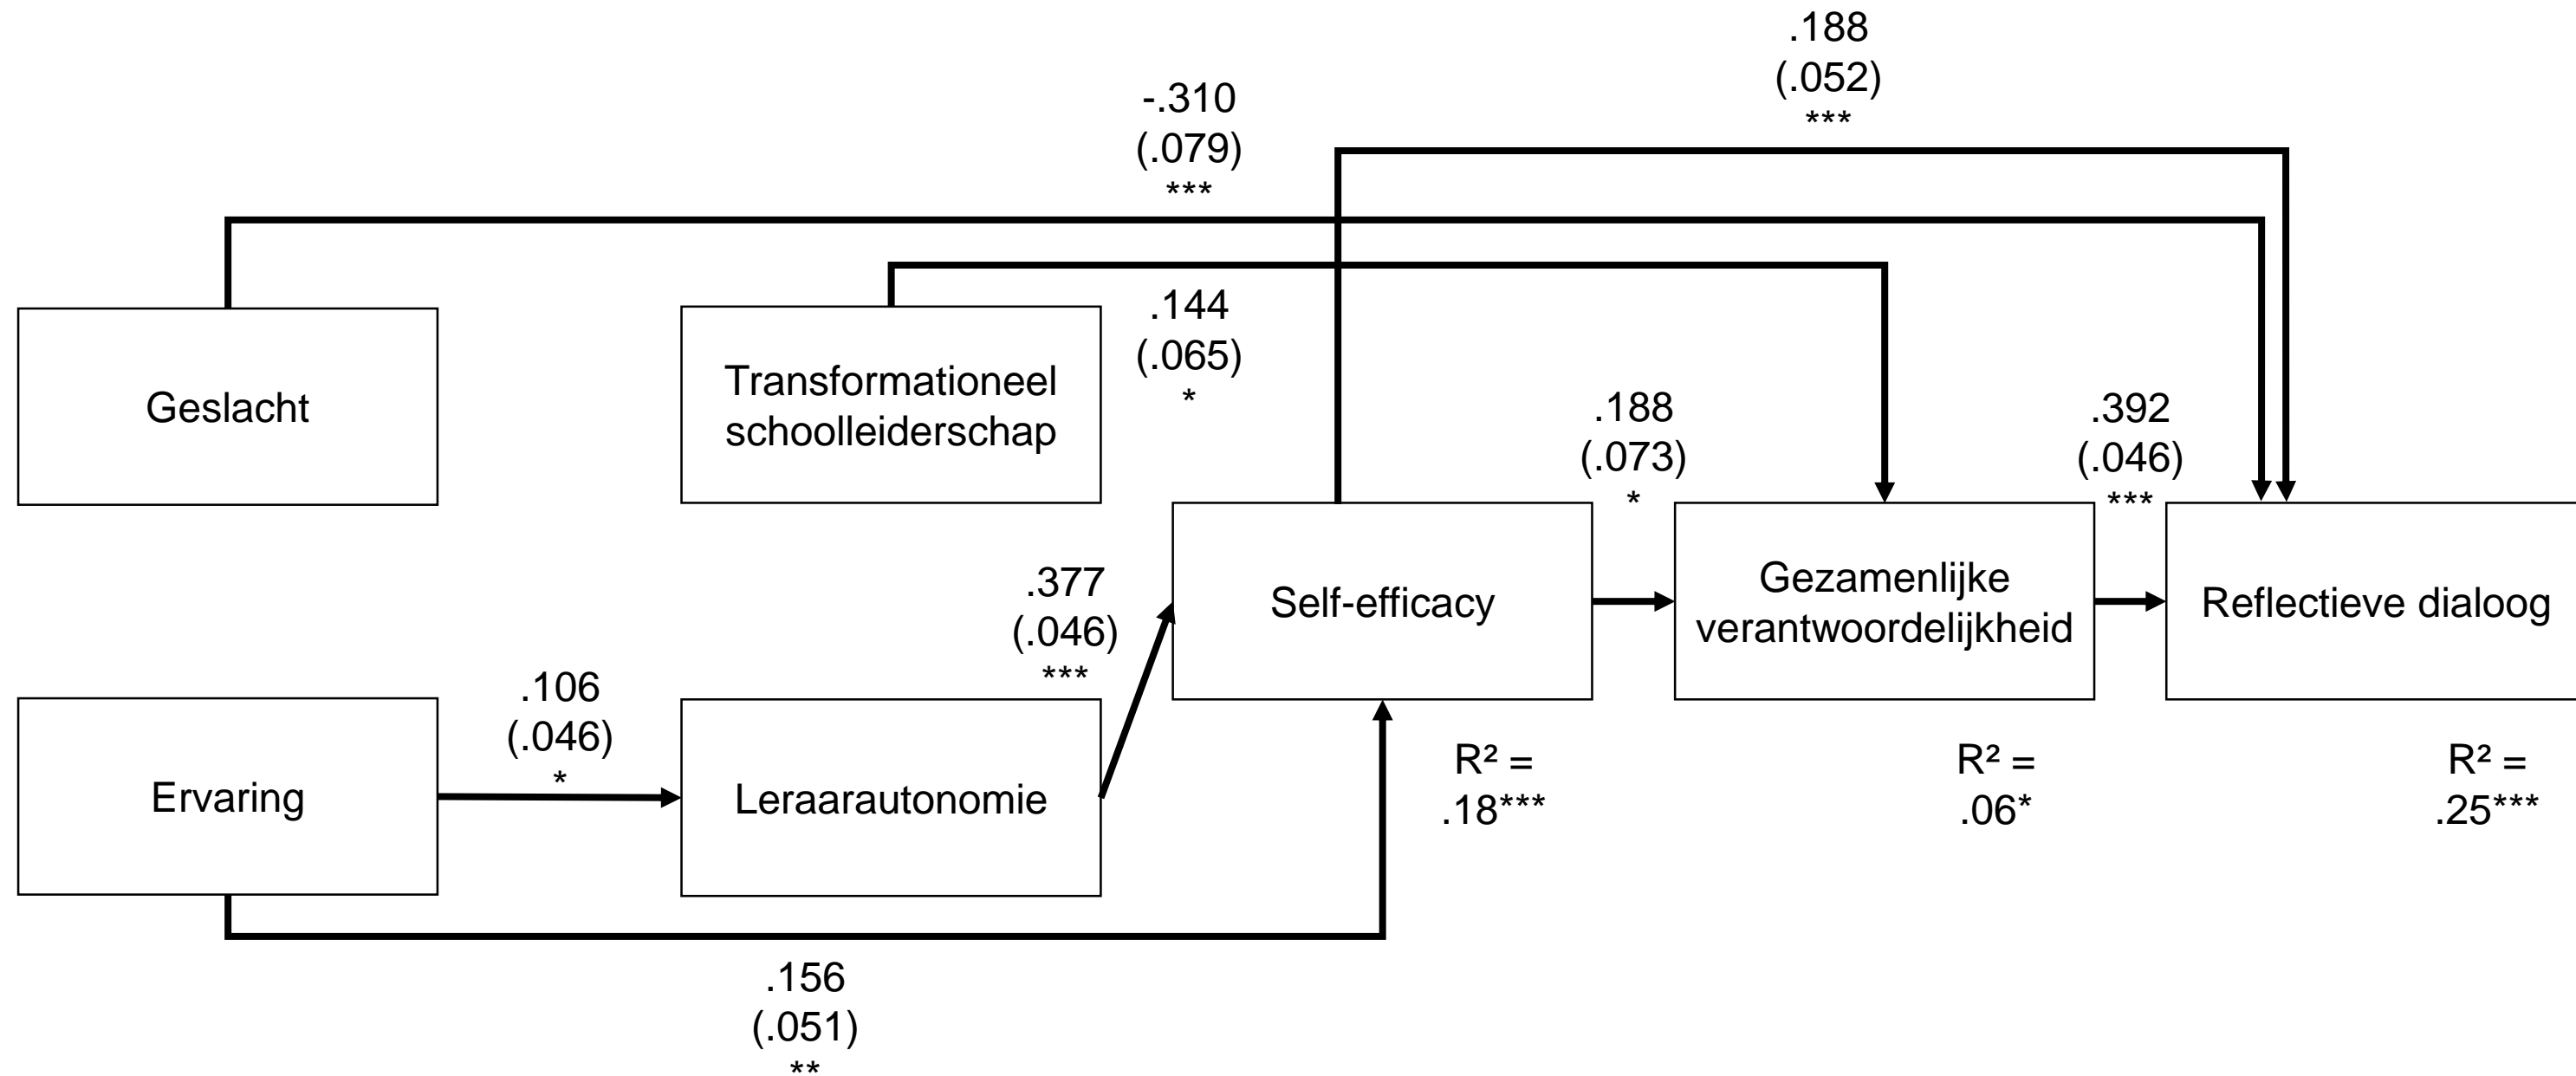 .188
(.052)
***
-.310
(.079)
***
.144
(.065)
*
Geslacht
Transformationeel
schoolleiderschap
.188
(.073)
*
.392
(.046)
***
.377
(.046)
***
Self-efficacy
Gezamenlijke
verantwoordelijkheid
Reflectieve dialoog
.106
(.046)
*
Ervaring
Leraarautonomie
R² =
.18***
R² =
.06*
R² =
.25***
.156
(.051)
**